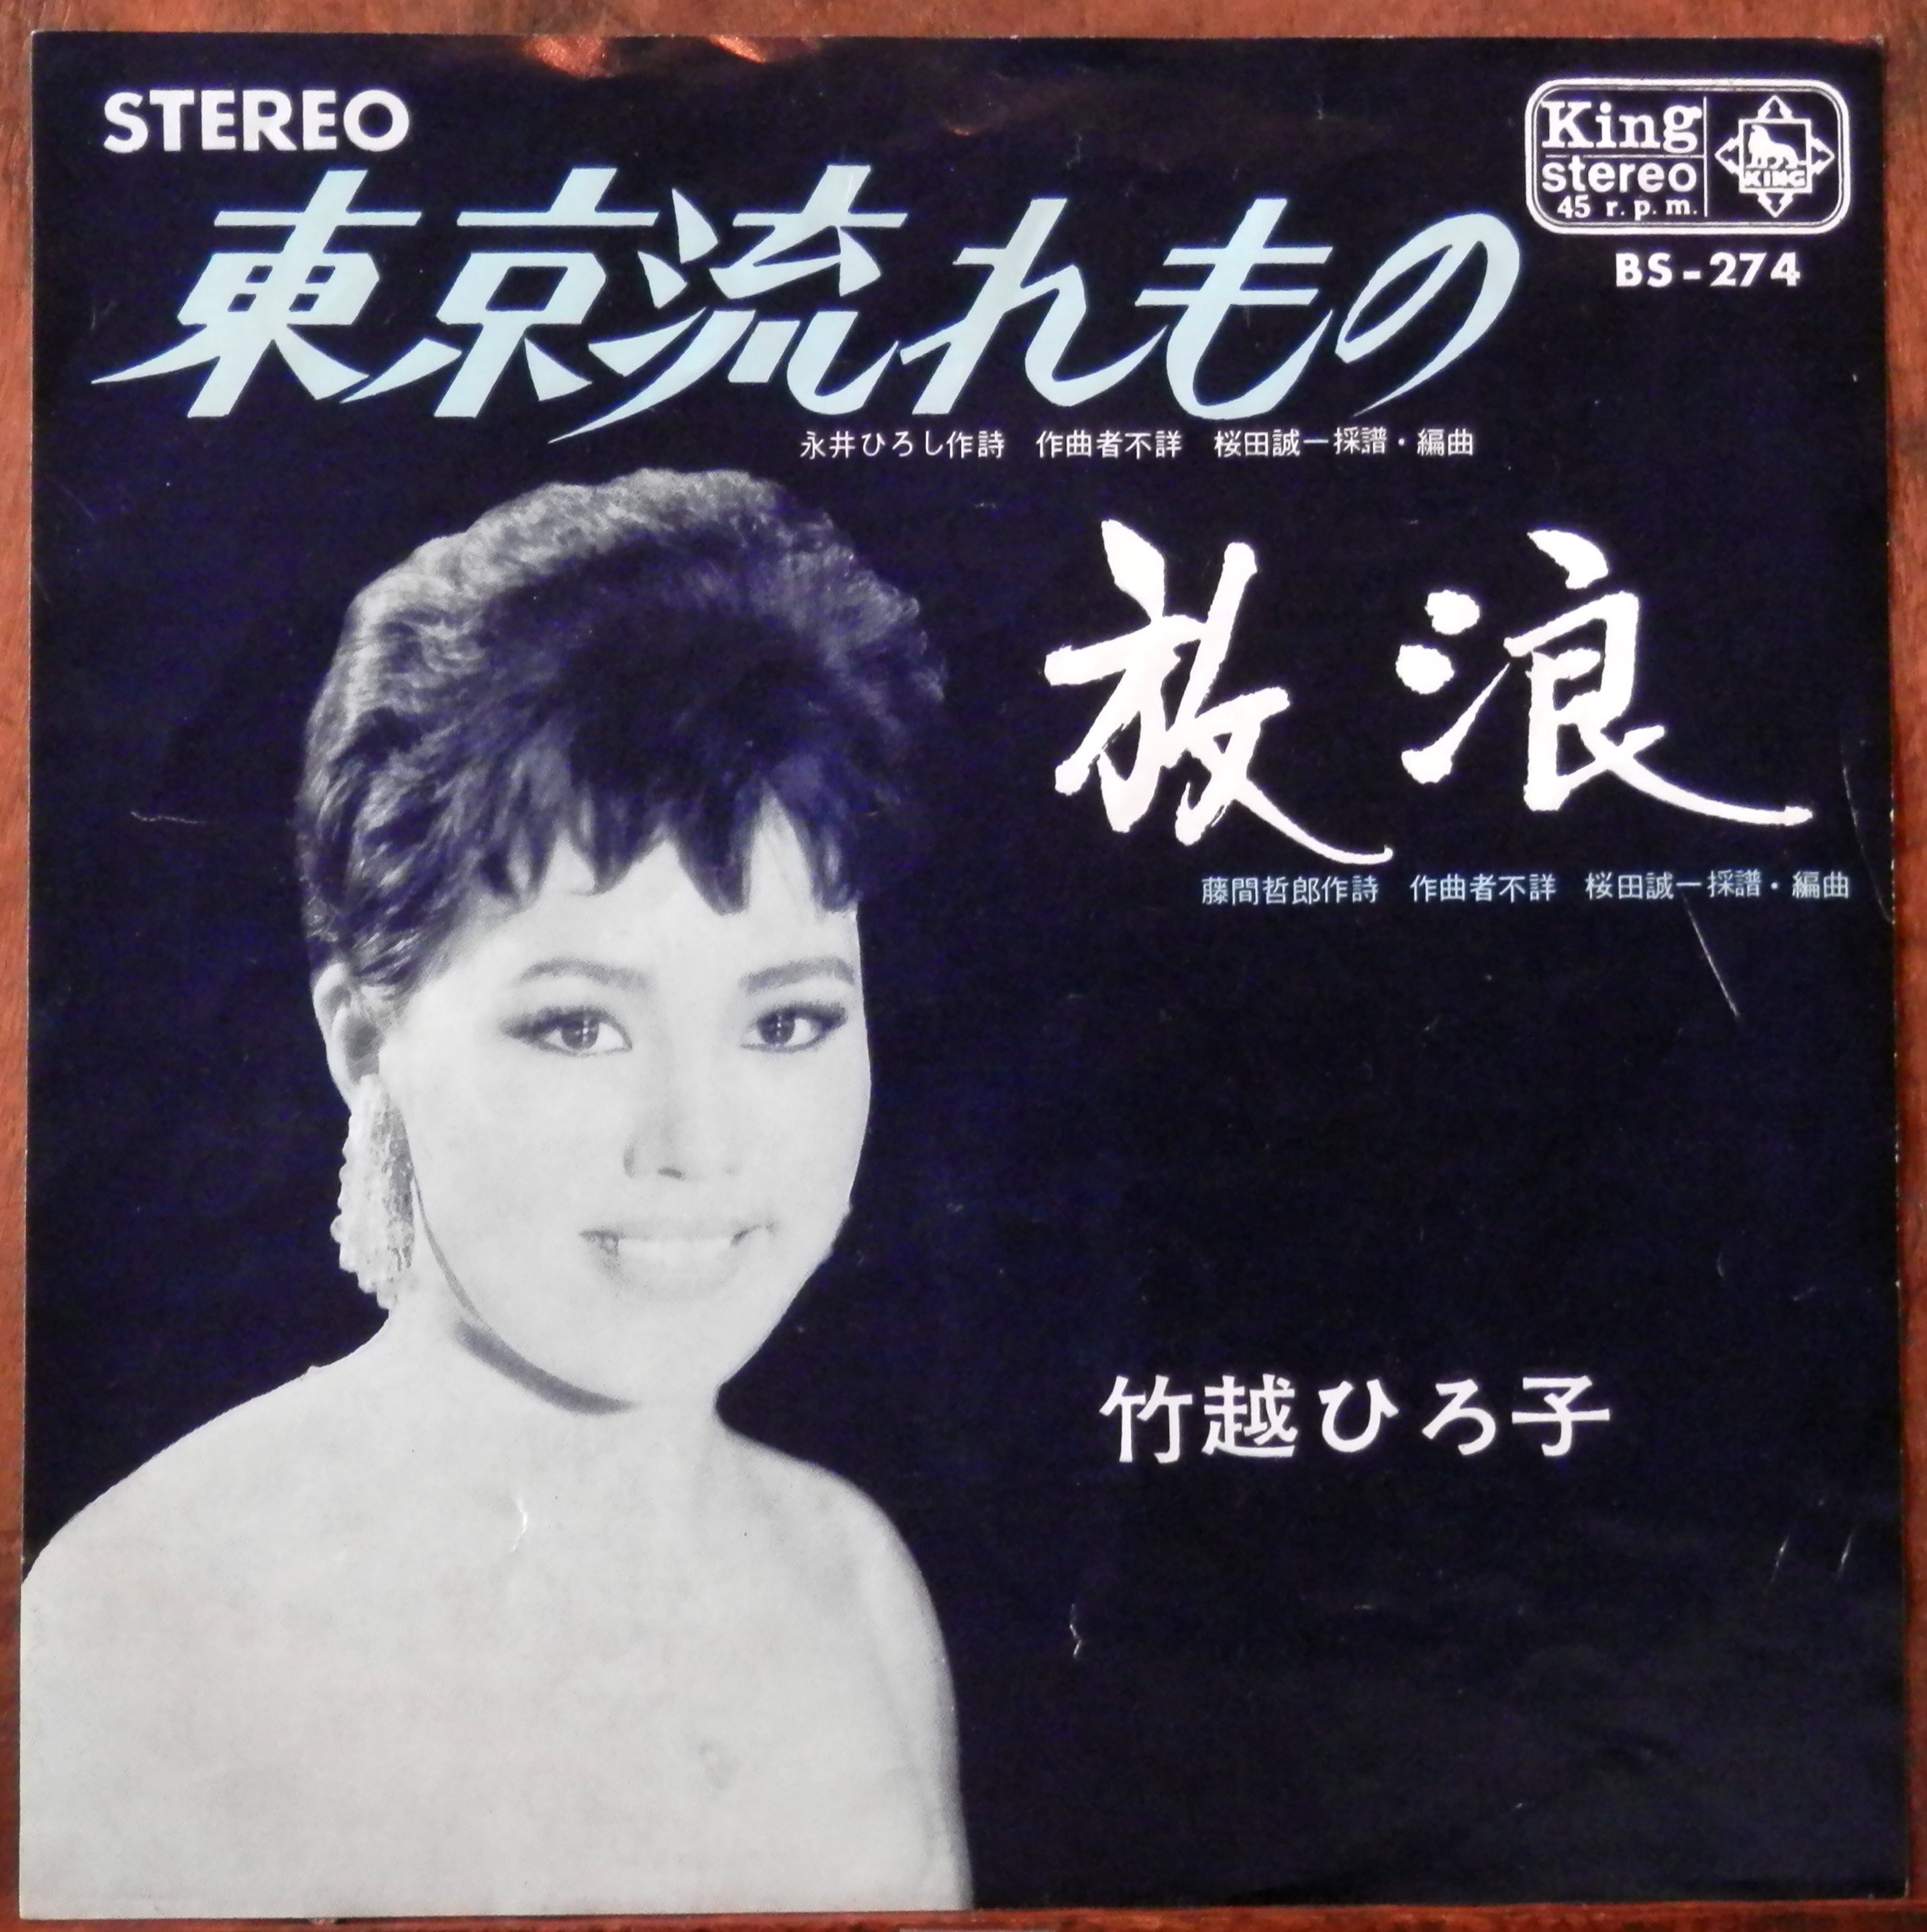 STEREO
King
stereo
45 r.p.m.
KING
BS-274
東京流れもの
永井ひろし作詩 作曲者不詳 桜田誠一採譜・編曲
放浪
藤間哲郎作詩 作曲者不詳 桜田誠一採譜・編曲
竹越ひろ子